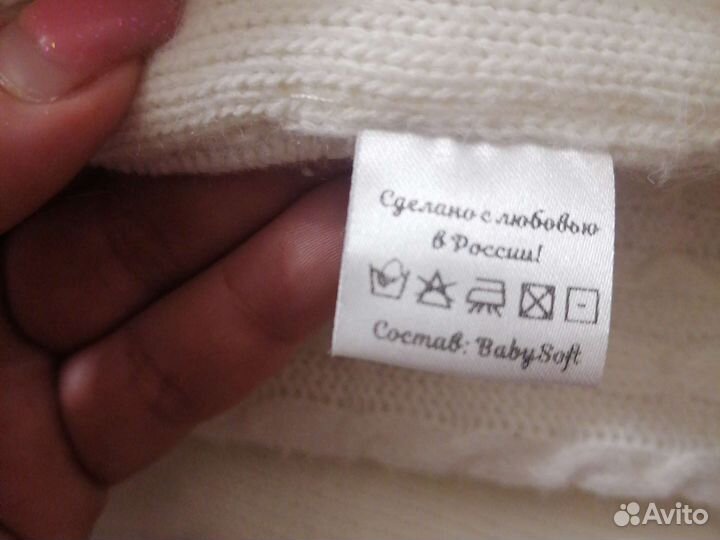 Сделано с любовью
в России!
Состав: BabySoft
Avito